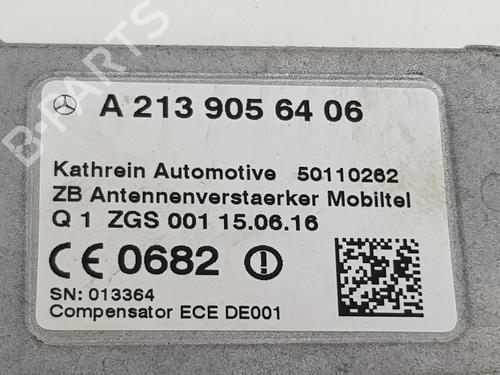 A 213 905 64 06
Kathrein Automotive 50110262
ZB Antennenverstaerker Mobiltel
Q 1 ZGS 001 15.06.16
CE 0682
SN: 013364
Compensator ECE DE001
B-PARTS